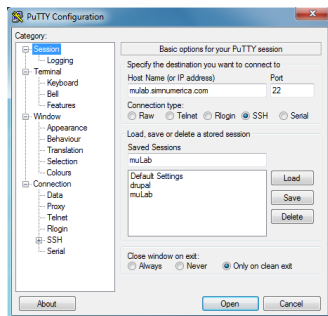 PuTTY Configuration
Category:
Session
Logging
Terminal
Keyboard
Bell
Features
Window
Appearance
Behaviour
Translation
Selection
Colours
Connection
Data
Proxy
Telnet
Rlogin
SSH
Serial
Basic options for your PuTTY session
Specify the destination you want to connect to
Host Name (or IP address) Port
mulab.simnumerica.com 22
Connection type:
Raw Telnet Rlogin SSH Serial
Load, save or delete a stored session
Saved Sessions
muLab
Default Settings
drupal
muLab
Load
Save
Delete
Close window on exit:
Always Never Only on clean exit
About Open Cancel